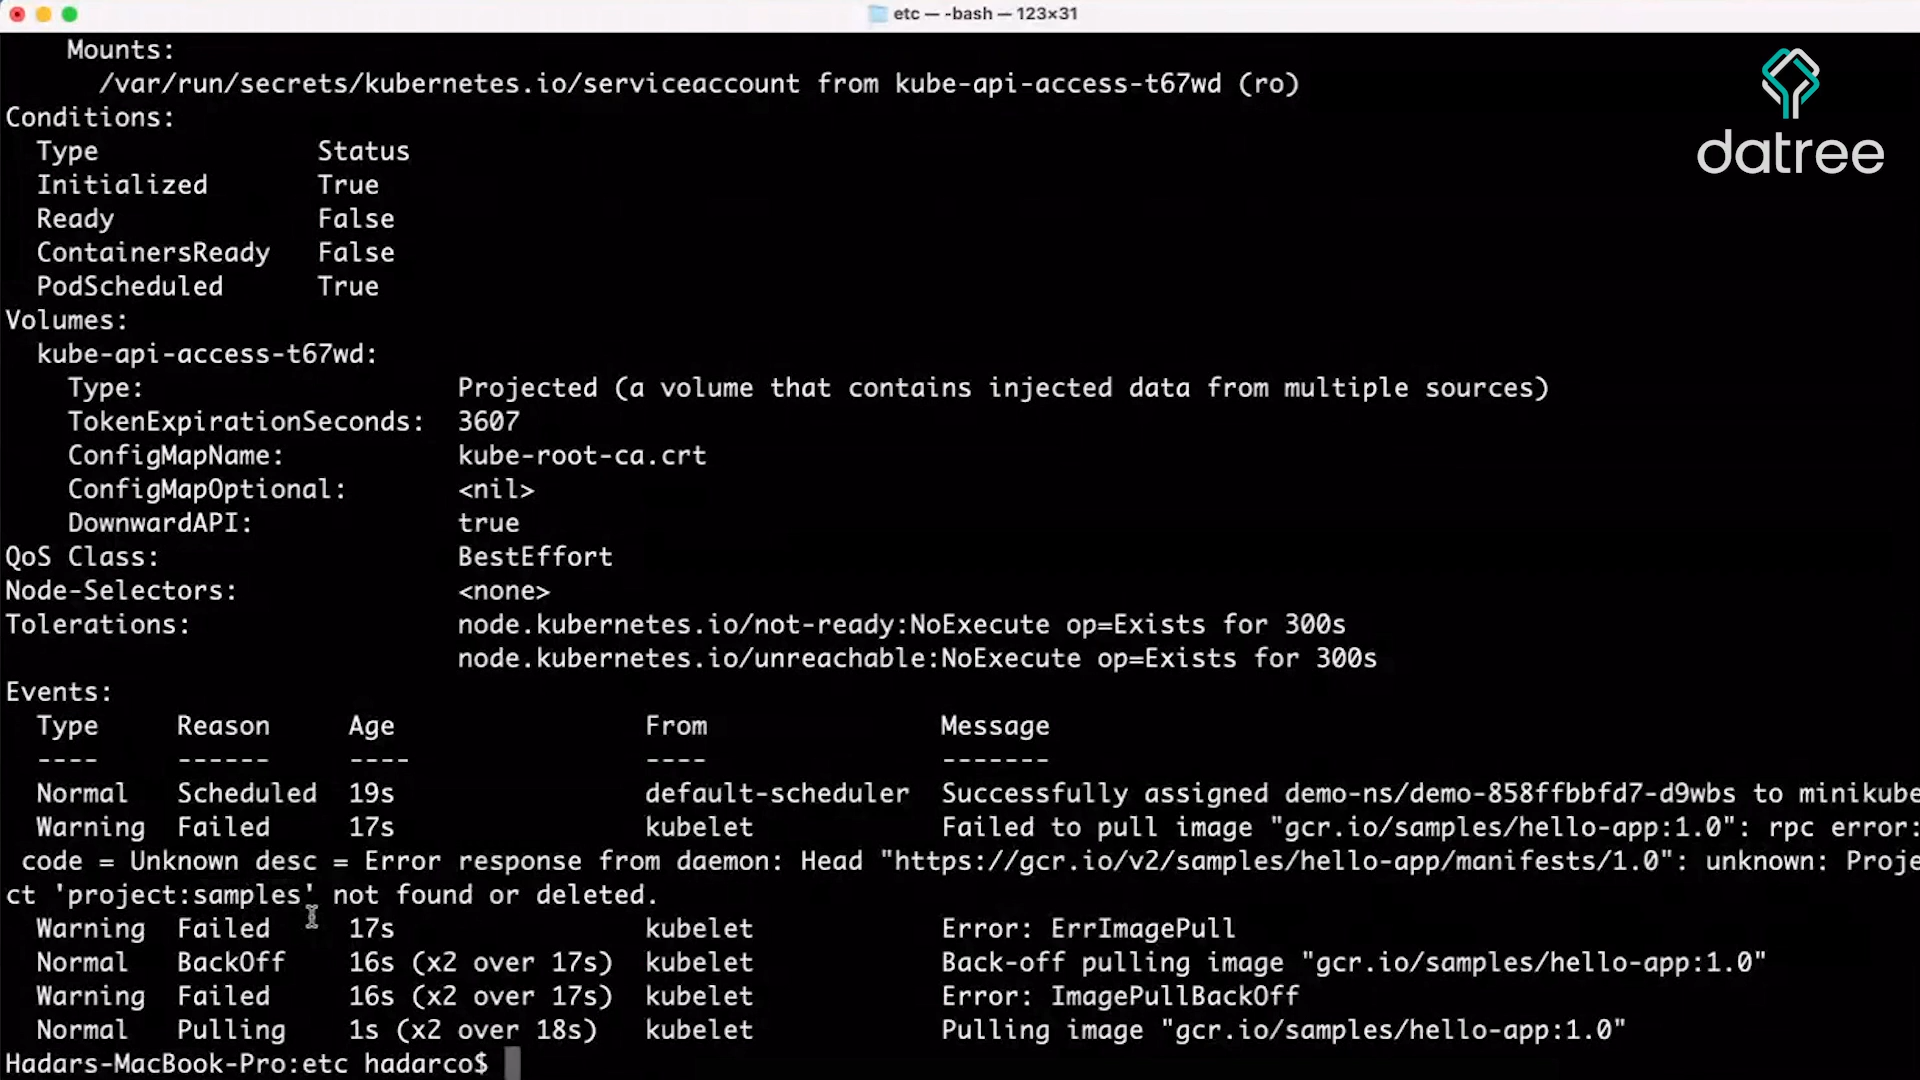 etc — -bash — 123×31
Mounts:
/var/run/secrets/kubernetes.io/serviceaccount from kube-api-access-t67wd (ro)
datree
Conditions:
Type Status
Initialized True
Ready False
ContainersReady False
PodScheduled True
Volumes:
kube-api-access-t67wd:
Type: Projected (a volume that contains injected data from multiple sources)
TokenExpirationSeconds: 3607
ConfigMapName: kube-root-ca.crt
ConfigMapOptional: <nil>
DownwardAPI: true
QoS Class: BestEffort
Node-Selectors: <none>
Tolerations: node.kubernetes.io/not-ready:NoExecute op=Exists for 300s
node.kubernetes.io/unreachable:NoExecute op=Exists for 300s
Events:
Type Reason Age From Message
---- ------ ---- ---- -------
Normal Scheduled 19s default-scheduler Successfully assigned demo-ns/demo-858ffbbfd7-d9wbs to minikube
Warning Failed 17s kubelet Failed to pull image "gcr.io/samples/hello-app:1.0": rpc error:
code = Unknown desc = Error response from daemon: Head "https://gcr.io/v2/samples/hello-app/manifests/1.0": unknown: Proje
ct 'project:samples' not found or deleted.
Warning Failed 17s kubelet Error: ErrImagePull
Normal BackOff 16s (x2 over 17s) kubelet Back-off pulling image "gcr.io/samples/hello-app:1.0"
Warning Failed 16s (x2 over 17s) kubelet Error: ImagePullBackOff
Normal Pulling 1s (x2 over 18s) kubelet Pulling image "gcr.io/samples/hello-app:1.0"
Hadars-MacBook-Pro:etc hadarco$